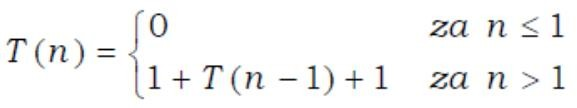 T(n) = {0 za n ≤ 1
1 + T(n − 1) + 1 za n > 1